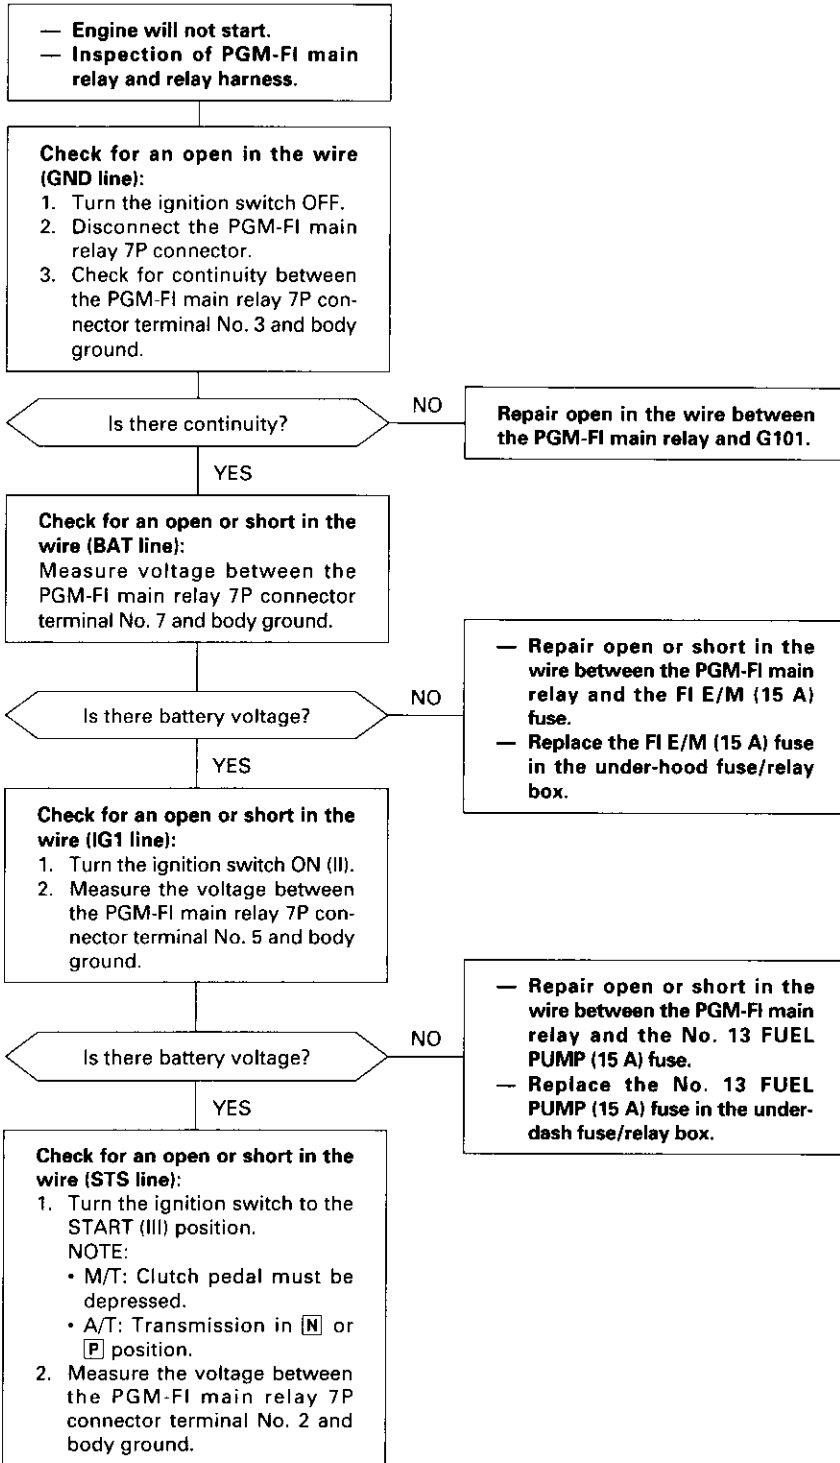 — Engine will not start.
— Inspection of PGM-FI main
relay and relay harness.
Check for an open in the wire
(GND line):
1. Turn the ignition switch OFF.
2. Disconnect the PGM-FI main
relay 7P connector.
3. Check for continuity between
the PGM-FI main relay 7P con-
nector terminal No. 3 and body
ground.
Is there continuity?
NO
Repair open in the wire between
the PGM-FI main relay and G101.
YES
Check for an open or short in the
wire (BAT line):
Measure voltage between the
PGM-FI main relay 7P connector
terminal No. 7 and body ground.
Is there battery voltage?
NO
— Repair open or short in the
wire between the PGM-FI main
relay and the FI E/M (15 A)
fuse.
— Replace the FI E/M (15 A) fuse
in the under-hood fuse/relay
box.
YES
Check for an open or short in the
wire (IG1 line):
1. Turn the ignition switch ON (II).
2. Measure the voltage between
the PGM-FI main relay 7P con-
nector terminal No. 5 and body
ground.
Is there battery voltage?
NO
— Repair open or short in the
wire between the PGM-FI main
relay and the No. 13 FUEL
PUMP (15 A) fuse.
— Replace the No. 13 FUEL
PUMP (15 A) fuse in the under-
dash fuse/relay box.
YES
Check for an open or short in the
wire (STS line):
1. Turn the ignition switch to the
START (III) position.
NOTE:
• M/T: Clutch pedal must be
depressed.
• A/T: Transmission in N or
P position.
2. Measure the voltage between
the PGM-FI main relay 7P
connector terminal No. 2 and
body ground.